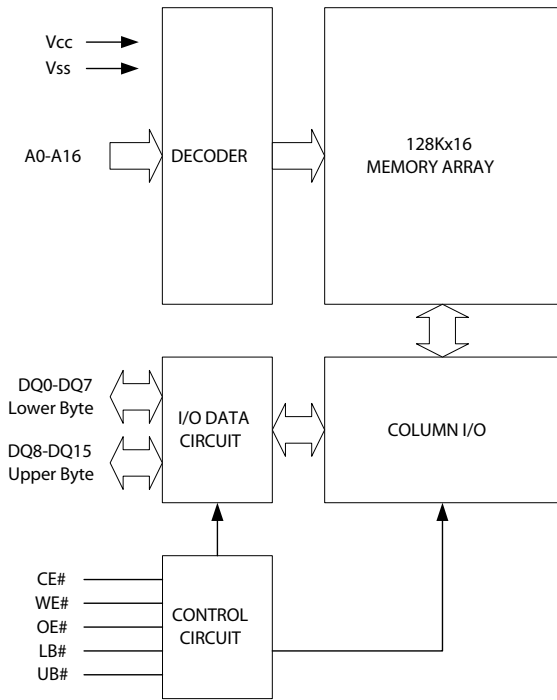 Vcc
Vss
A0-A16
DECODER
128Kx16
MEMORY ARRAY
DQ0-DQ7
Lower Byte
DQ8-DQ15
Upper Byte
I/O DATA
CIRCUIT
COLUMN I/O
CE#
WE#
OE#
LB#
UB#
CONTROL
CIRCUIT